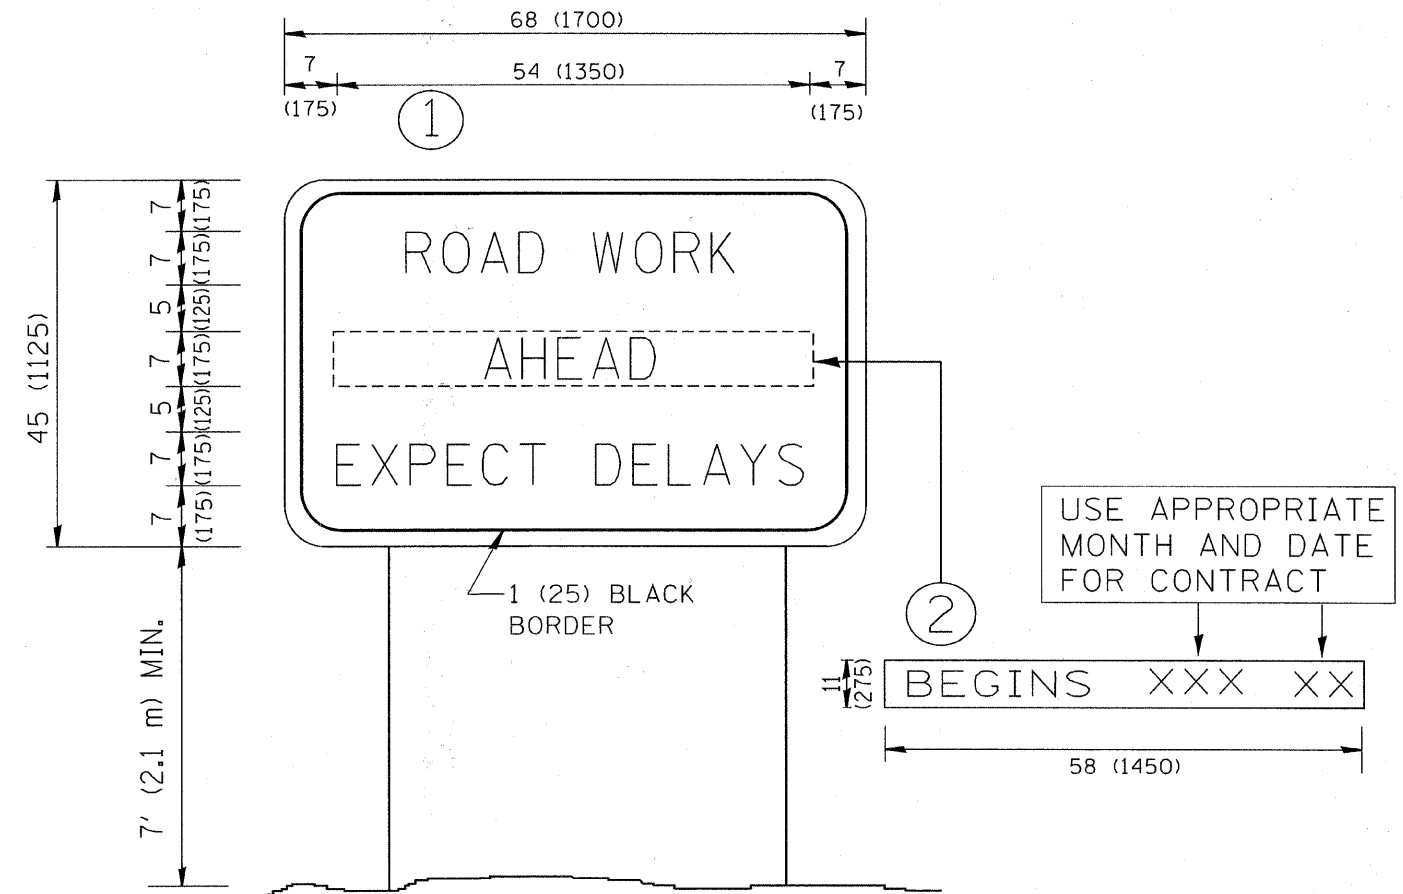 68 (1700)
7 54 (1350) 7
(175) (175)
1
45 (1125)
7 (175)
7 (175)
5 (125)
7 (175)
5 (125)
7 (175)
7 (175)
ROAD WORK
AHEAD
EXPECT DELAYS
1 (25) BLACK
BORDER
7' (2.1 m) MIN.
USE APPROPRIATE
MONTH AND DATE
FOR CONTRACT
2
11 (275)
BEGINS XXX XX
58 (1450)